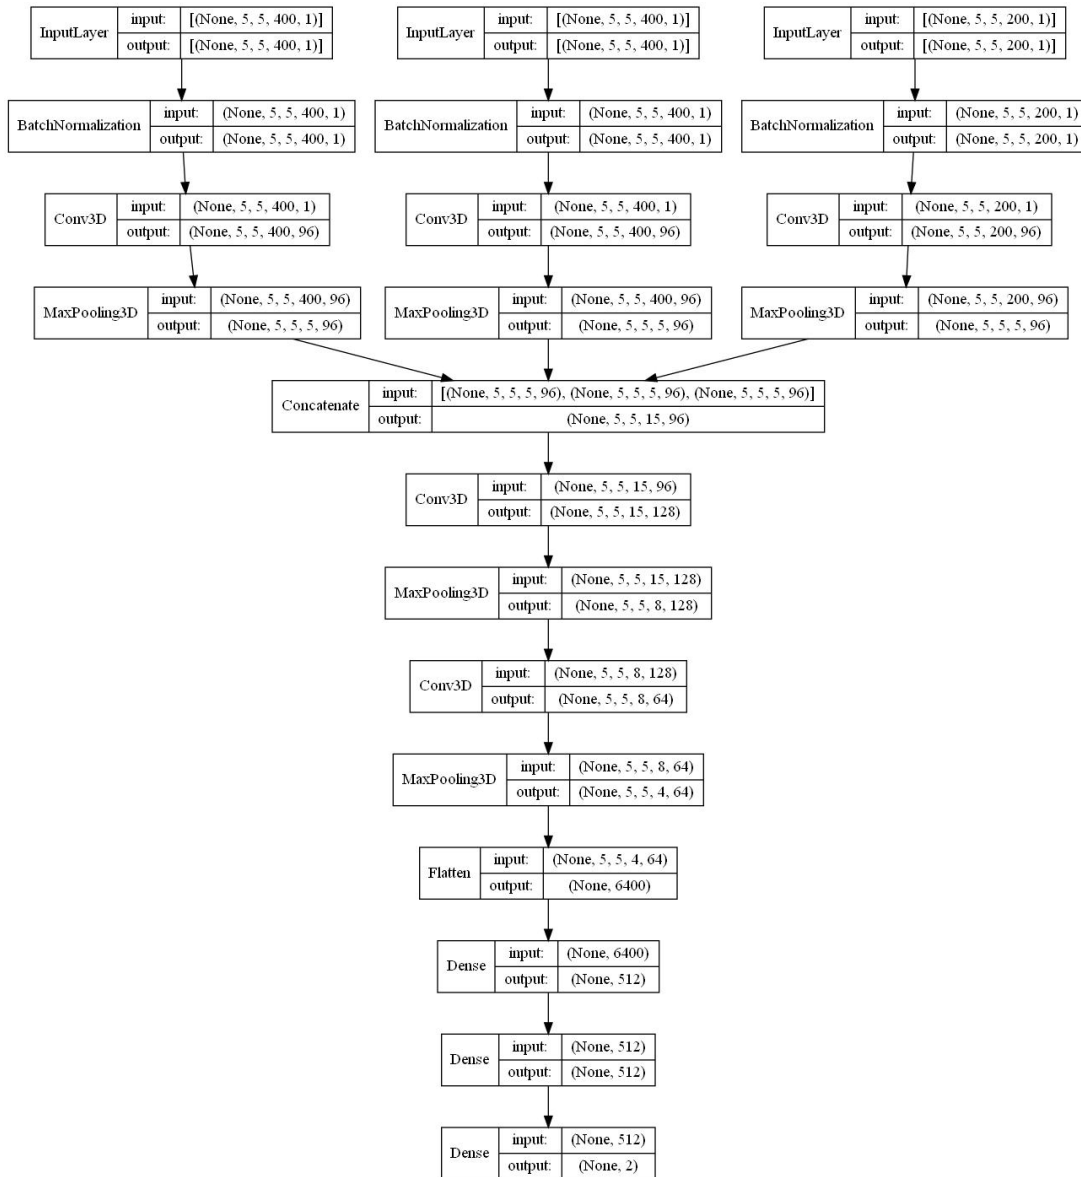 InputLayer input: [(None, 5, 5, 400, 1)] output: [(None, 5, 5, 400, 1)]
InputLayer input: [(None, 5, 5, 400, 1)] output: [(None, 5, 5, 400, 1)]
InputLayer input: [(None, 5, 5, 200, 1)] output: [(None, 5, 5, 200, 1)]
BatchNormalization input: (None, 5, 5, 400, 1) output: (None, 5, 5, 400, 1)
BatchNormalization input: (None, 5, 5, 400, 1) output: (None, 5, 5, 400, 1)
BatchNormalization input: (None, 5, 5, 200, 1) output: (None, 5, 5, 200, 1)
Conv3D input: (None, 5, 5, 400, 1) output: (None, 5, 5, 400, 96)
Conv3D input: (None, 5, 5, 400, 1) output: (None, 5, 5, 400, 96)
Conv3D input: (None, 5, 5, 200, 1) output: (None, 5, 5, 200, 96)
MaxPooling3D input: (None, 5, 5, 400, 96) output: (None, 5, 5, 5, 96)
MaxPooling3D input: (None, 5, 5, 400, 96) output: (None, 5, 5, 5, 96)
MaxPooling3D input: (None, 5, 5, 200, 96) output: (None, 5, 5, 5, 96)
Concatenate input: [(None, 5, 5, 5, 96), (None, 5, 5, 5, 96), (None, 5, 5, 5, 96)] output: (None, 5, 5, 15, 96)
Conv3D input: (None, 5, 5, 15, 96) output: (None, 5, 5, 15, 128)
MaxPooling3D input: (None, 5, 5, 15, 128) output: (None, 5, 5, 8, 128)
Conv3D input: (None, 5, 5, 8, 128) output: (None, 5, 5, 8, 64)
MaxPooling3D input: (None, 5, 5, 8, 64) output: (None, 5, 5, 4, 64)
Flatten input: (None, 5, 5, 4, 64) output: (None, 6400)
Dense input: (None, 6400) output: (None, 512)
Dense input: (None, 512) output: (None, 512)
Dense input: (None, 512) output: (None, 2)